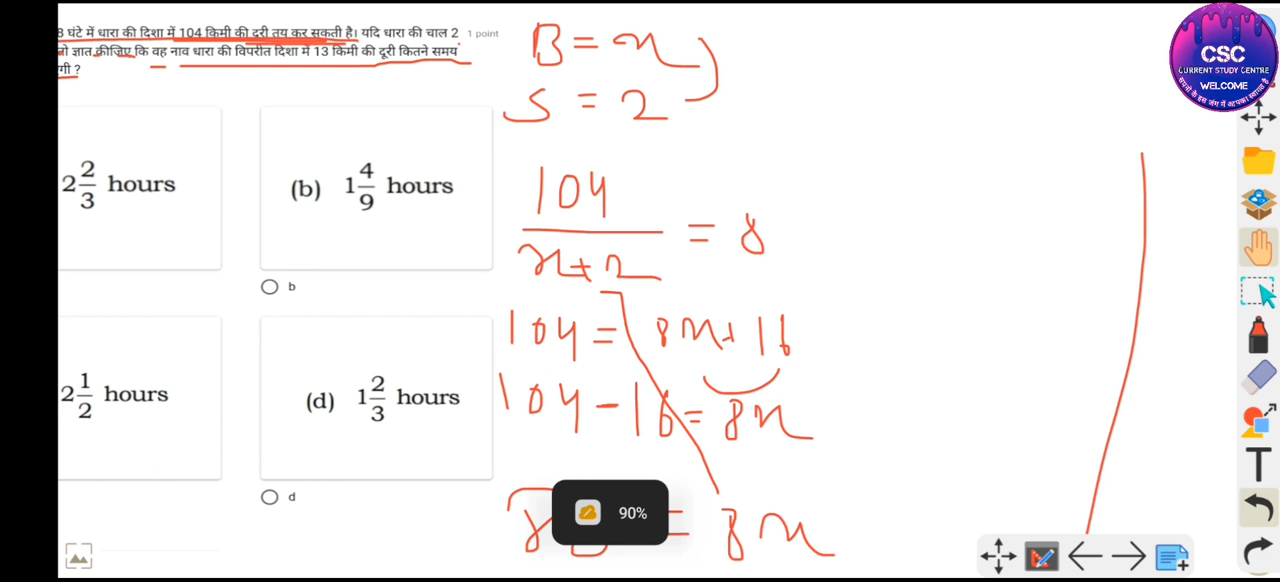 8 घंटे में धारा की दिशा में 104 किमी की दूरी तय कर सकती है। यदि धारा की चाल 2 1 point
तो ज्ञात कीजिए कि वह नाव धारा की विपरीत दिशा में 13 किमी की दूरी कितने समय
गी ?
2 2/3 hours
(b) 1 4/9 hours
b
2 1/2 hours
(d) 1 2/3 hours
d
B = x
S = 2
104/(x+2) = 8
104 = 8x+16
104-16 = 8x
= 8x
90%
CSC
CURRENT STUDY CENTRE
WELCOME
T